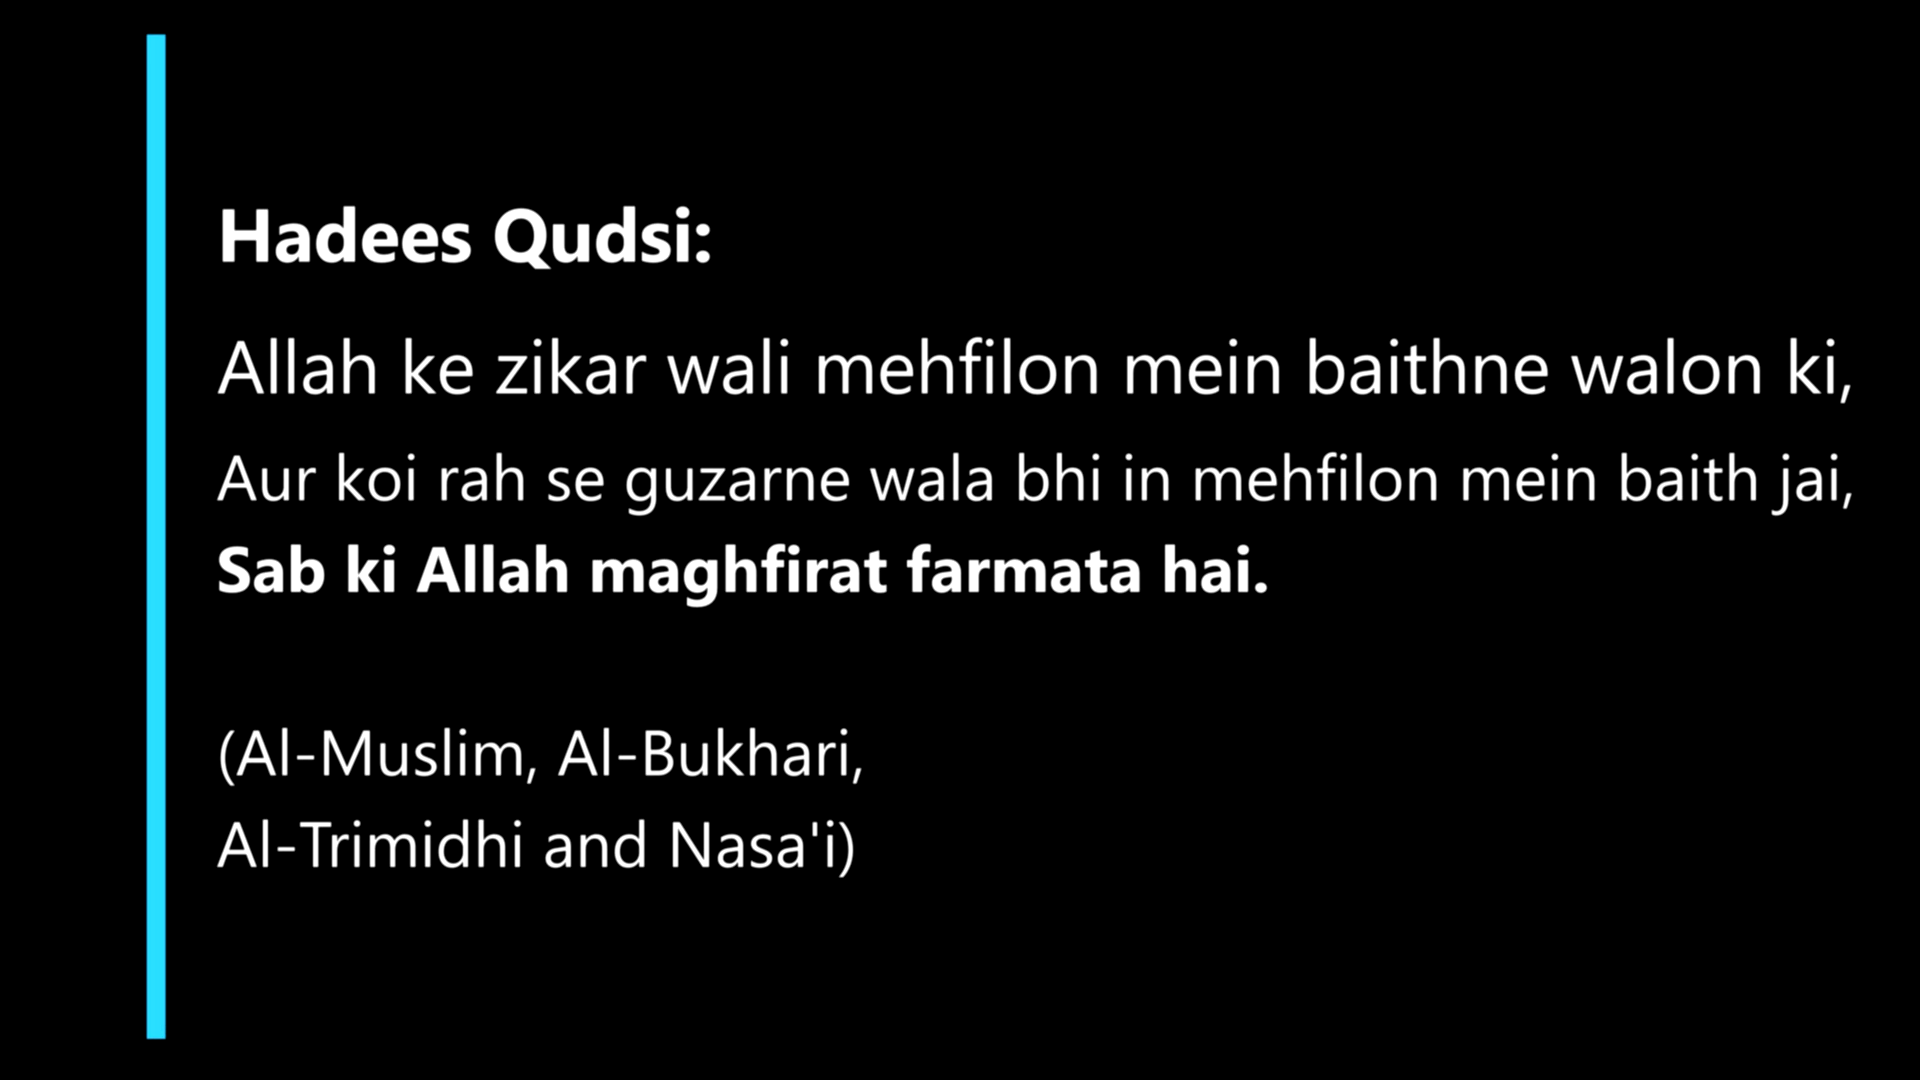 Hadees Qudsi:
Allah ke zikar wali mehfilon mein baithne walon ki,
Aur koi rah se guzarne wala bhi in mehfilon mein baith jai,
Sab ki Allah maghfirat farmata hai.
(Al-Muslim, Al-Bukhari,
Al-Trimidhi and Nasa'i)